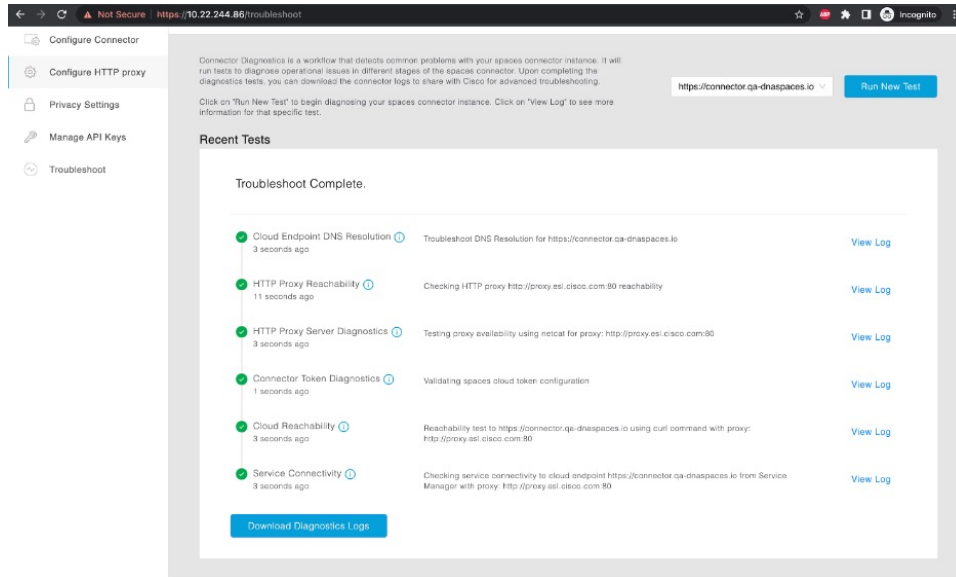 Not Secure | https://10.22.244.86/troubleshoot
Incognito
Configure Connector
Configure HTTP proxy
Privacy Settings
Manage API Keys
Troubleshoot
Connector Diagnostics is a workflow that detects common problems with your spaces connector instance. It will
run tests to diagnose operational issues in different stages of the spaces connector. Upon completing the
diagnostics tests, you can download the connector logs to share with Cisco for advanced troubleshooting.
Click on "Run New Test" to begin diagnosing your spaces connector instance. Click on "View Log" to see more
information for that specific test.
https://connector.qa-dnaspaces.io
Run New Test
Recent Tests
Troubleshoot Complete.
Cloud Endpoint DNS Resolution
3 seconds ago
Troubleshoot DNS Resolution for https://connector.qa-dnaspaces.io
View Log
HTTP Proxy Reachability
11 seconds ago
Checking HTTP proxy http://proxy.esl.cisco.com:80 reachability
View Log
HTTP Proxy Server Diagnostics
3 seconds ago
Testing proxy availability using netcat for proxy: http://proxy.esl.cisco.com:80
View Log
Connector Token Diagnostics
1 seconds ago
Validating spaces cloud token configuration
View Log
Cloud Reachability
3 seconds ago
Reachability test to https://connector.qa-dnaspaces.io using curl command with proxy:
http://proxy.esl.cisco.com:80
View Log
Service Connectivity
3 seconds ago
Checking service connectivity to cloud endpoint https://connector.qa-dnaspaces.io from Service
Manager with proxy: http://proxy.esl.cisco.com:80
View Log
Download Diagnostics Logs